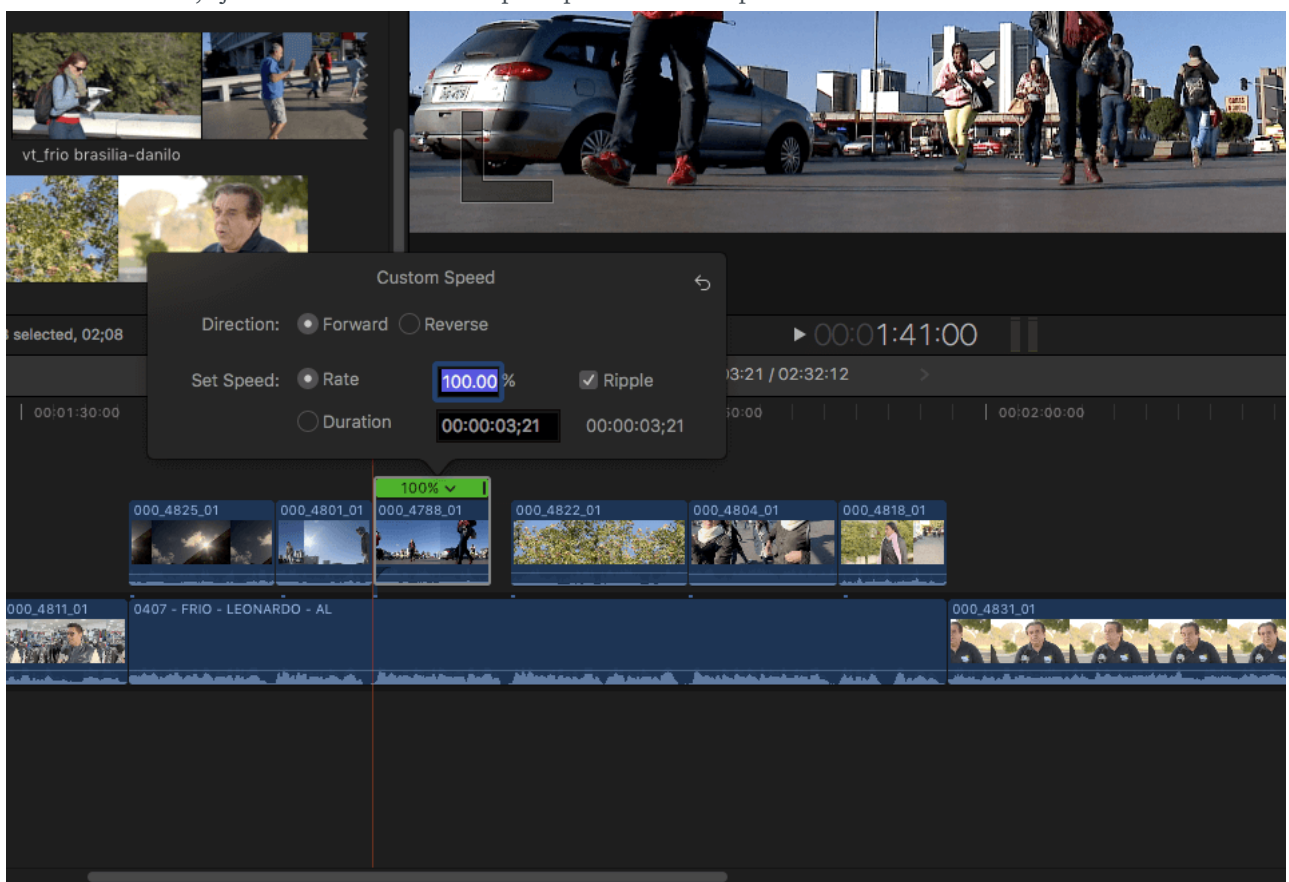 vt_frio brasilia-danilo
Custom Speed
Direction: Forward Reverse
selected, 02;08
00:01:41:00
Set Speed: Rate 100.00 % Ripple
03:21 / 02:32:12
00:01:30:00
00:02:00:00
Duration 00:00:03;21 00:00:03;21
100%
000_4825_01 000_4801_01 000_4788_01 000_4822_01 000_4804_01 000_4818_01
000_4811_01 0407 - FRIO - LEONARDO - AL 000_4831_01